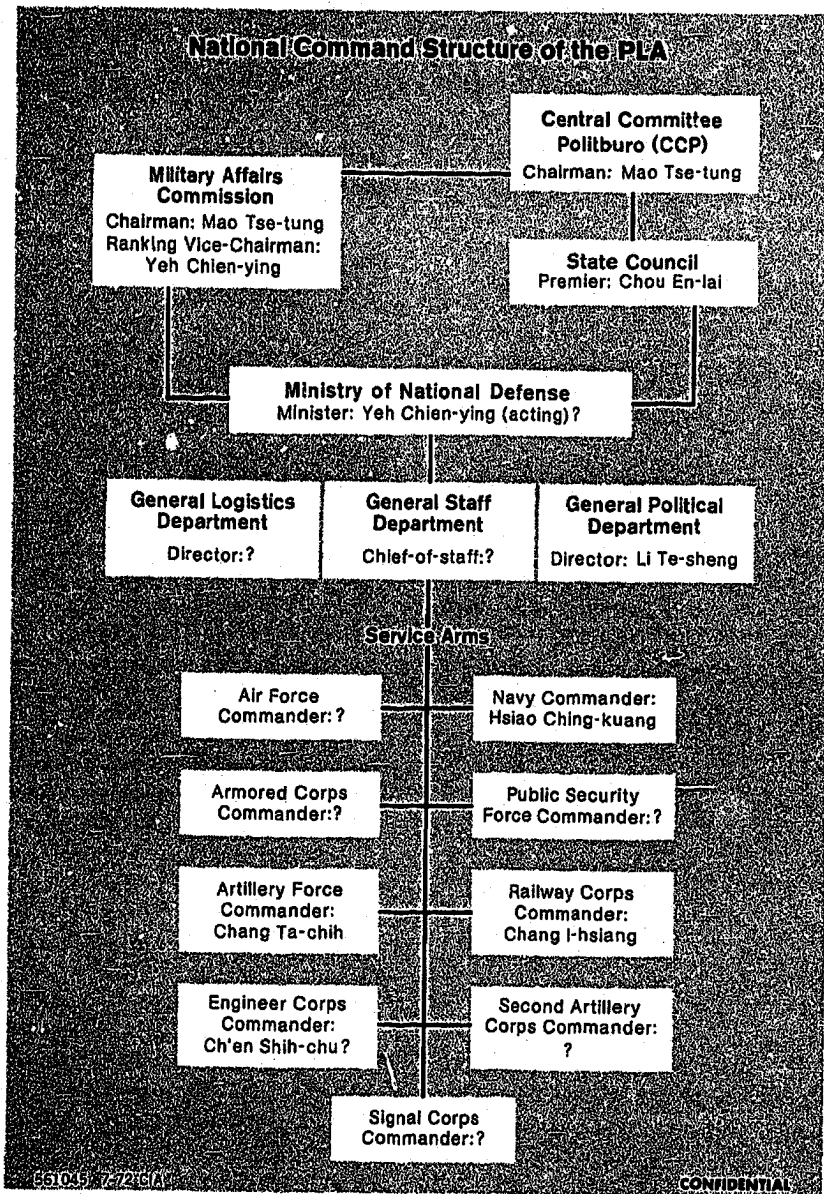 National Command Structure of the PLA
Central Committee
Politburo (CCP)
Chairman: Mao Tse-tung
Military Affairs
Commission
Chairman: Mao Tse-tung
Ranking Vice-Chairman:
Yeh Chien-ying
State Council
Premier: Chou En-lai
Ministry of National Defense
Minister: Yeh Chien-ying (acting)?
General Logistics
Department
Director:?
General Staff
Department
Chief-of-staff:?
General Political
Department
Director: Li Te-sheng
Service Arms
Air Force
Commander:?
Navy Commander:
Hsiao Ching-kuang
Armored Corps
Commander:?
Public Security
Force Commander:?
Artillery Force
Commander:
Chang Ta-chih
Railway Corps
Commander:
Chang I-hsiang
Engineer Corps
Commander:
Ch'en Shih-chu?
Second Artillery
Corps Commander:
?
Signal Corps
Commander:?
561045 7-72 CIA
CONFIDENTIAL